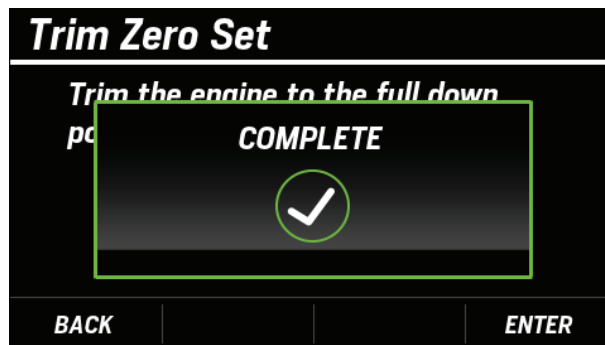 Trim Zero Set
Trim the engine to the full down
COMPLETE
BACK ENTER